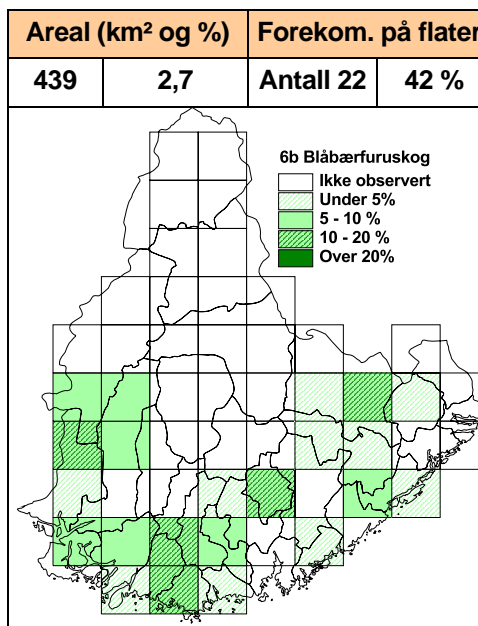 Areal (km² og %) Forekom. på flater
439 2,7 Antall 22 42 %
6b Blåbærfuruskog
Ikke observert
Under 5%
5 - 10 %
10 - 20 %
Over 20%